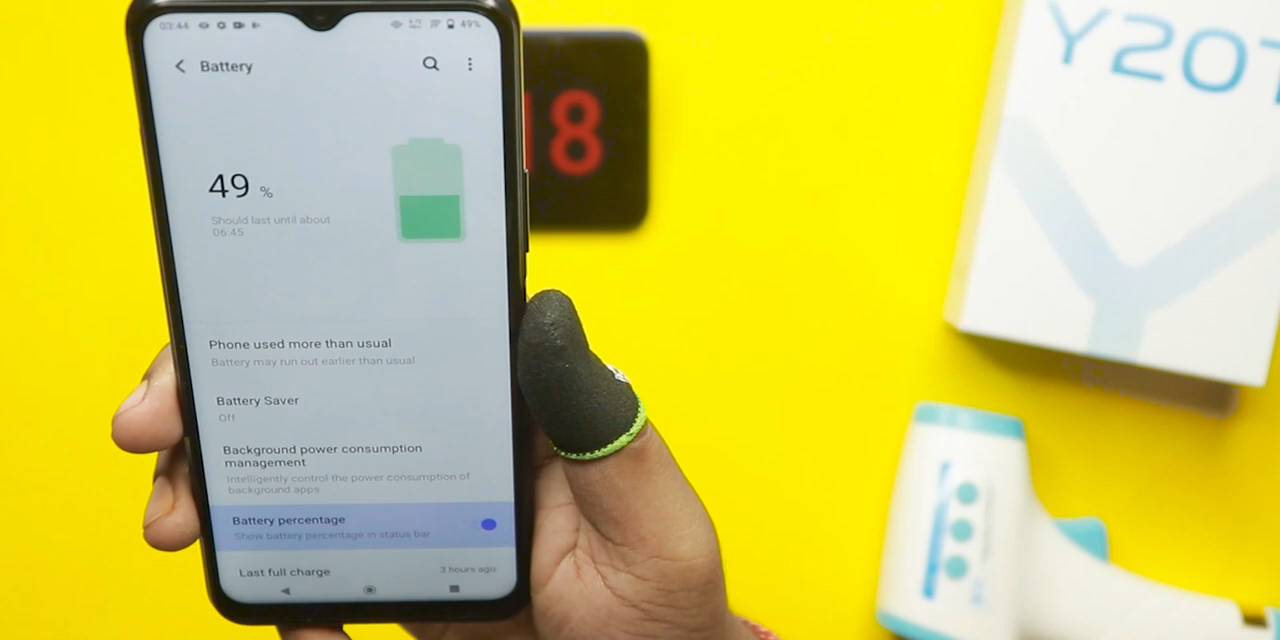 03:44
49%
Battery
49 %
Should last until about
06:45
Phone used more than usual
Battery may run out earlier than usual
Battery Saver
Off
Background power consumption
management
Intelligently control the power consumption of
background apps
Battery percentage
Show battery percentage in status bar
Last full charge
3 hours ago
18
Y20T